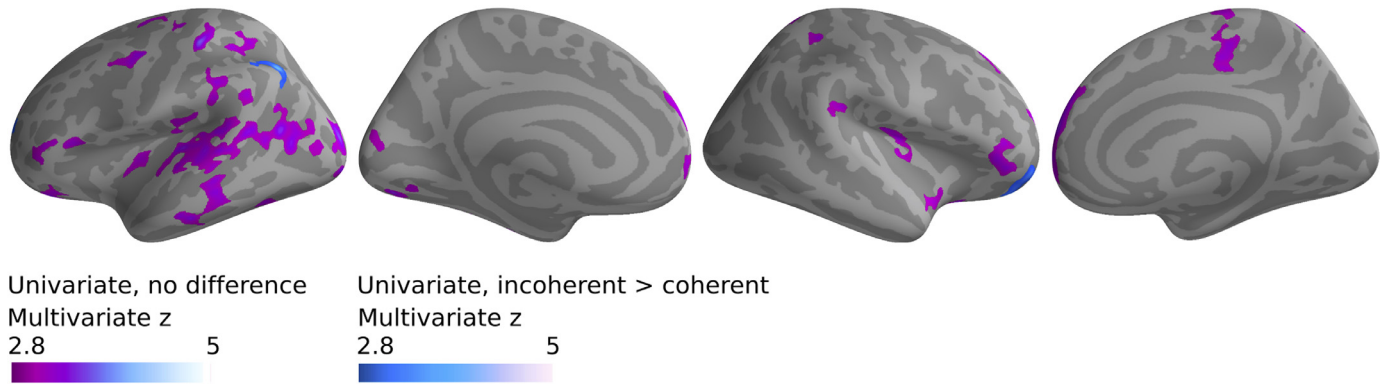 Univariate, no difference
Multivariate z
2.8 5
Univariate, incoherent > coherent
Multivariate z
2.8 5